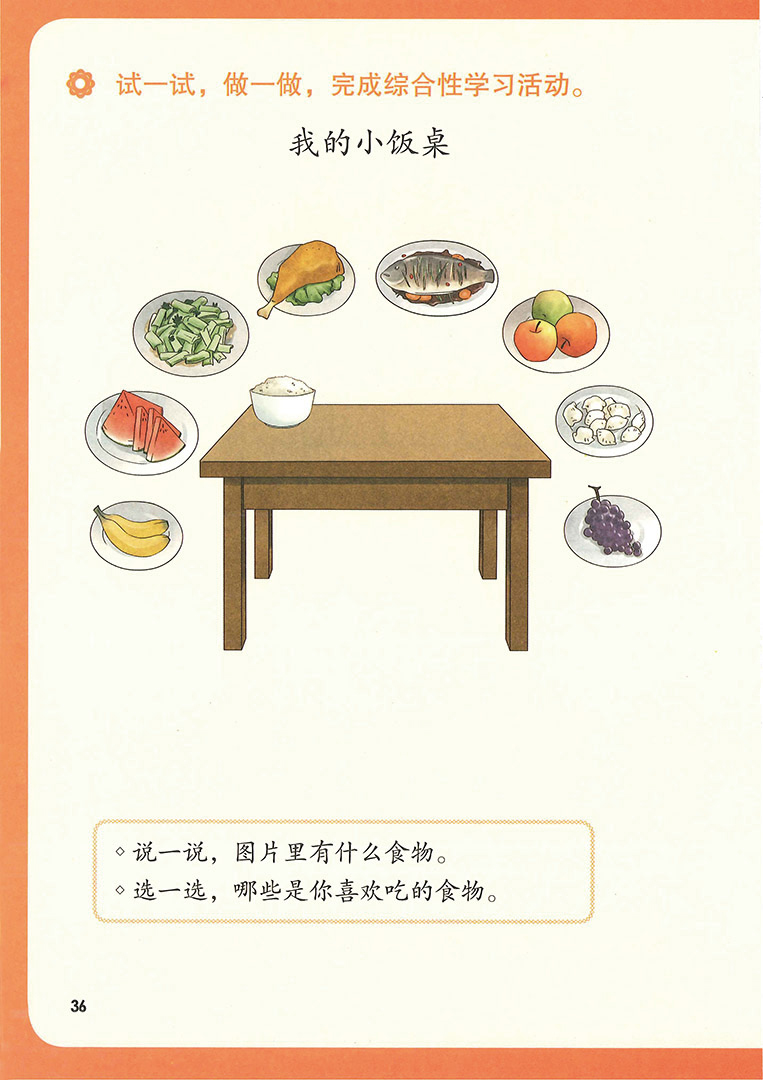 试一试，做一做，完成综合性学习活动。
我的小饭桌
◇说一说，图片里有什么食物。
◇选一选，哪些是你喜欢吃的食物。
36